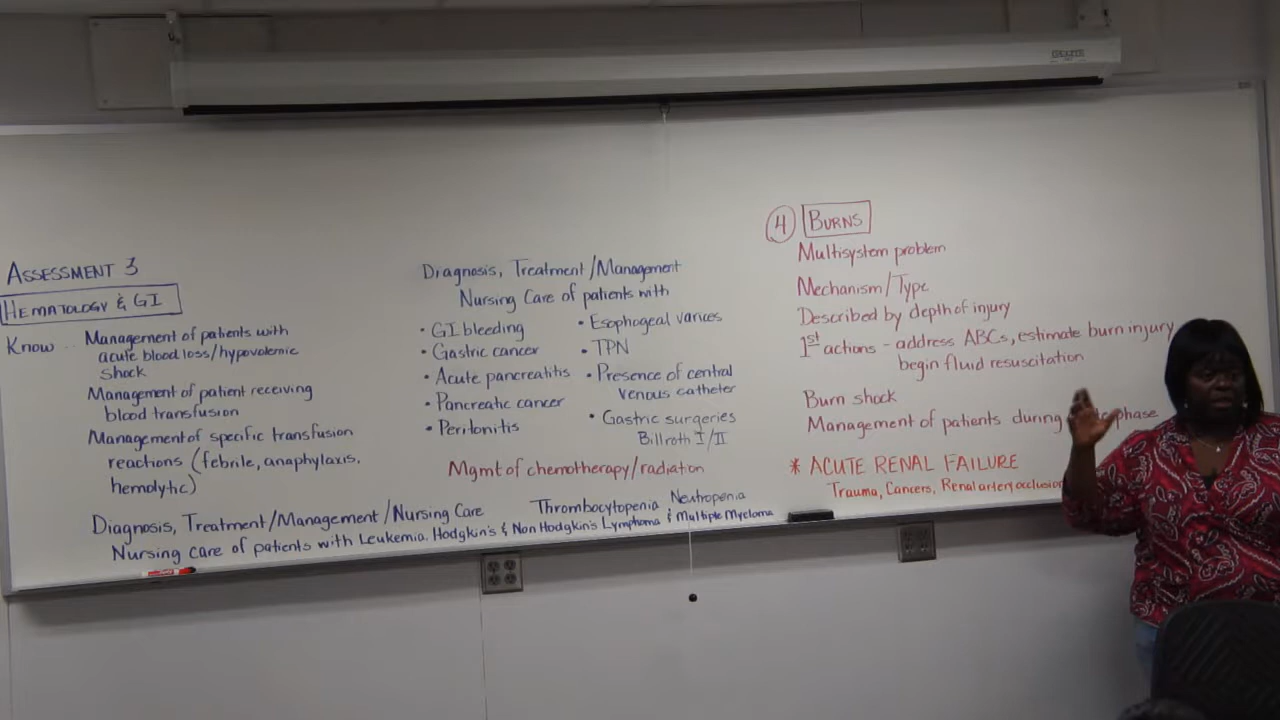 ASSESSMENT 3
HEMATOLOGY & GI
Know.. Management of patients with
acute blood loss/hypovolemic
shock
Management of patient receiving
blood transfusion
Management of specific transfusion
reactions (febrile, anaphylaxis,
hemolytic)
Diagnosis, Treatment/Management/Nursing Care
Nursing care of patients with Leukemia, Hodgkin's & Non Hodgkin's Lymphoma & Multiple Myeloma
Thrombocytopenia Neutropenia
Diagnosis, Treatment/Management
Nursing Care of patients with
• GI bleeding
• Gastric cancer
• Acute pancreatitis
• Pancreatic cancer
• Peritonitis
• Esophogeal varices
• TPN
• Presence of central
venous catheter
• Gastric surgeries
Billroth I/II
Mgmt of chemotherapy/radiation
4 BURNS
Multisystem problem
Mechanism/Type
Described by depth of injury
1st actions - address ABCs, estimate burn injury
begin fluid resuscitation
Burn shock
Management of patients during phase
* ACUTE RENAL FAILURE
Trauma, Cancers, Renal artery occlusion